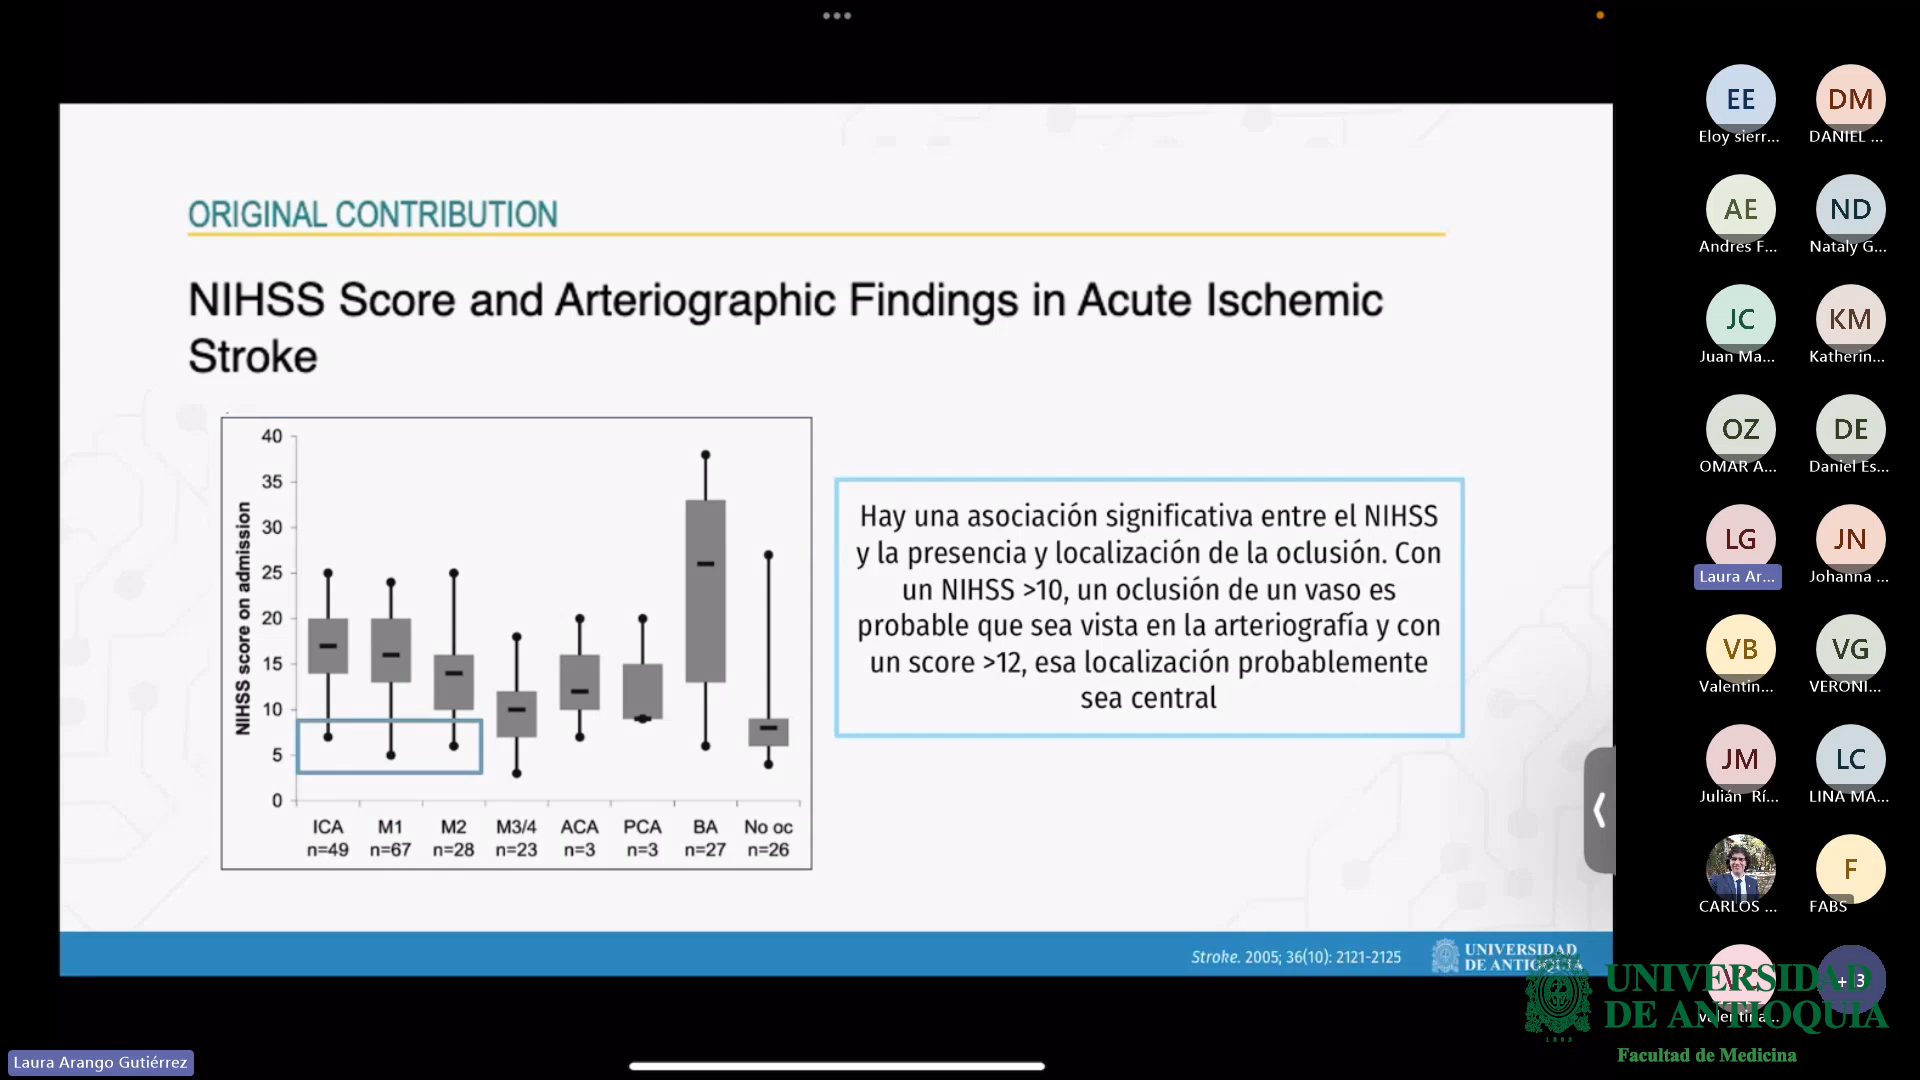 ORIGINAL CONTRIBUTION
NIHSS Score and Arteriographic Findings in Acute Ischemic
Stroke
NIHSS score on admission
40
35
30
25
20
15
10
5
0
ICA M1 M2 M3/4 ACA PCA BA No oc
n=49 n=67 n=28 n=23 n=3 n=3 n=27 n=26
Hay una asociación significativa entre el NIHSS
y la presencia y localización de la oclusión. Con
un NIHSS >10, un oclusión de un vaso es
probable que sea vista en la arteriografía y con
un score >12, esa localización probablemente
sea central
Stroke. 2005; 36(10): 2121-2125
UNIVERSIDAD
DE ANTIOQUIA
EE DM
Eloy sierr... DANIEL ...
AE ND
Andres F... Nataly G...
JC KM
Juan Ma... Katherin...
OZ DE
OMAR A... Daniel Es...
LG JN
Laura Ar... Johanna ...
VB VG
Valentin... VERONI...
JM LC
Julián Rí... LINA MA...
F
CARLOS ... FABS
+3
valentina...
UNIVERSIDAD
DE ANTIOQUIA
1803
Facultad de Medicina
Laura Arango Gutiérrez